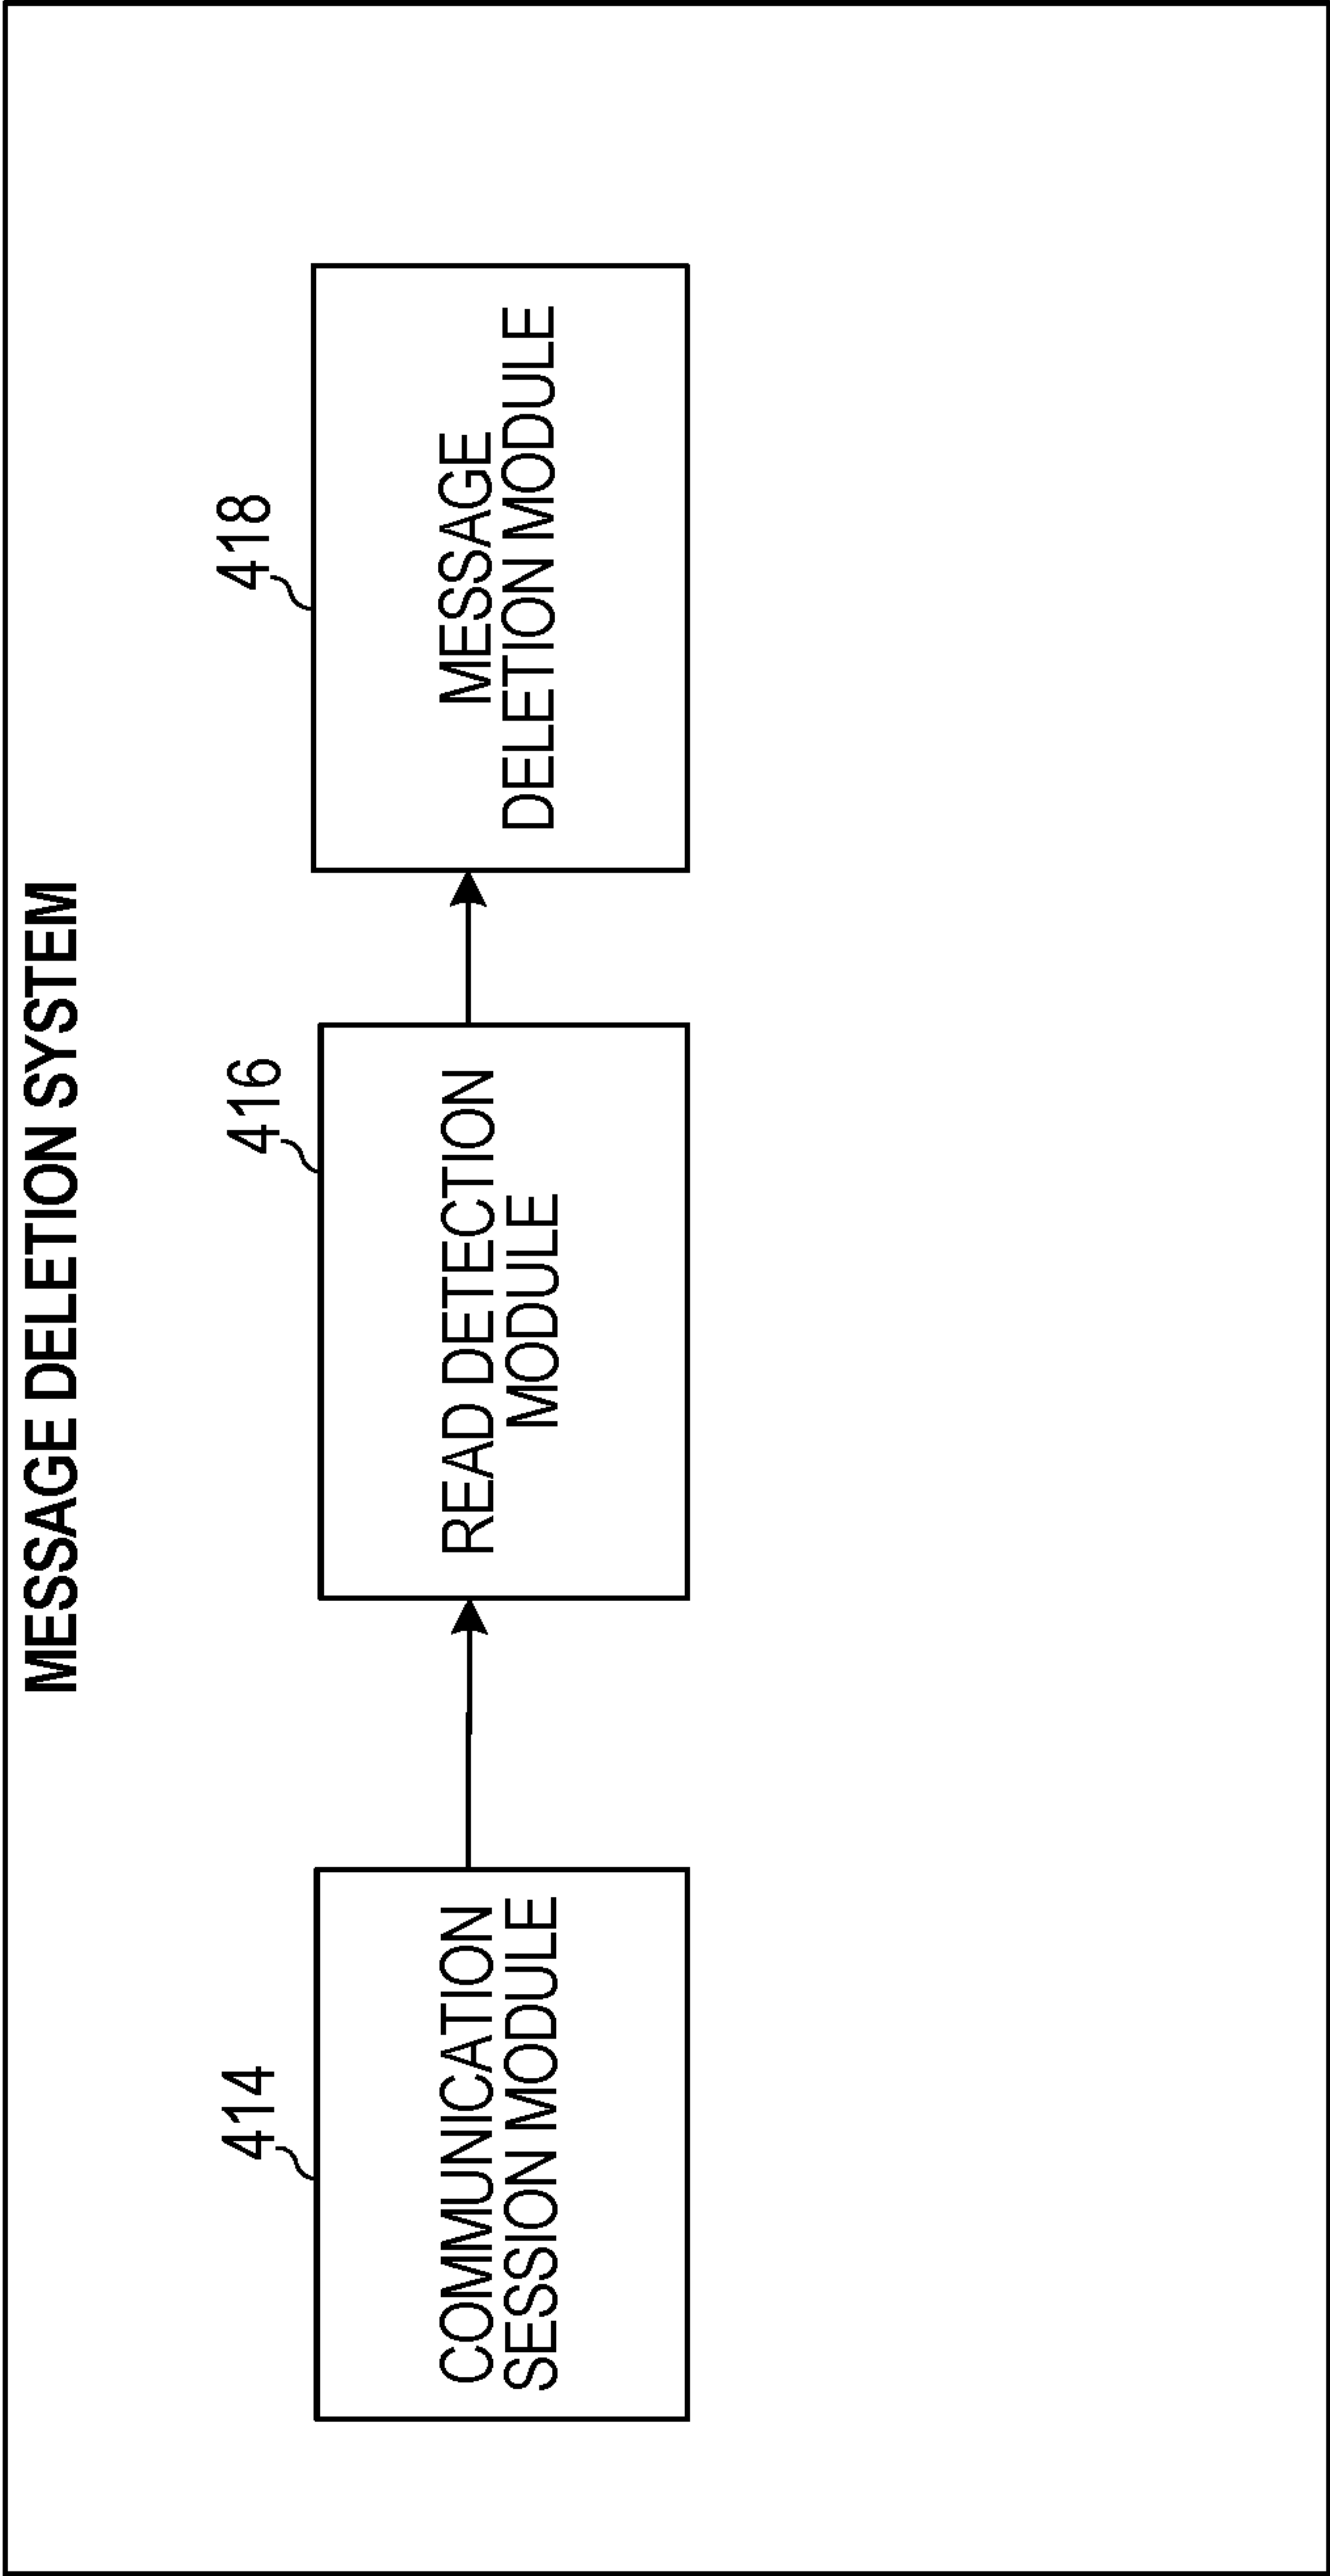 MESSAGE DELETION SYSTEM
414
COMMUNICATION
SESSION MODULE
416
READ DETECTION
MODULE
418
MESSAGE
DELETION MODULE